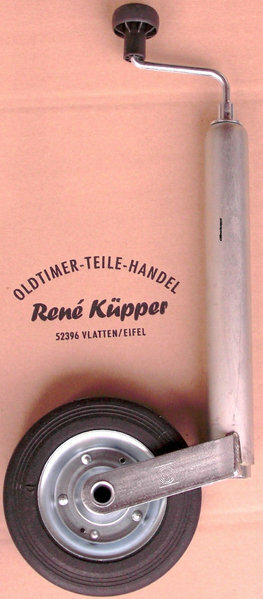 OLDTIMER-TEILE-HANDEL
René Küpper
52396 VLATTEN/EIFEL